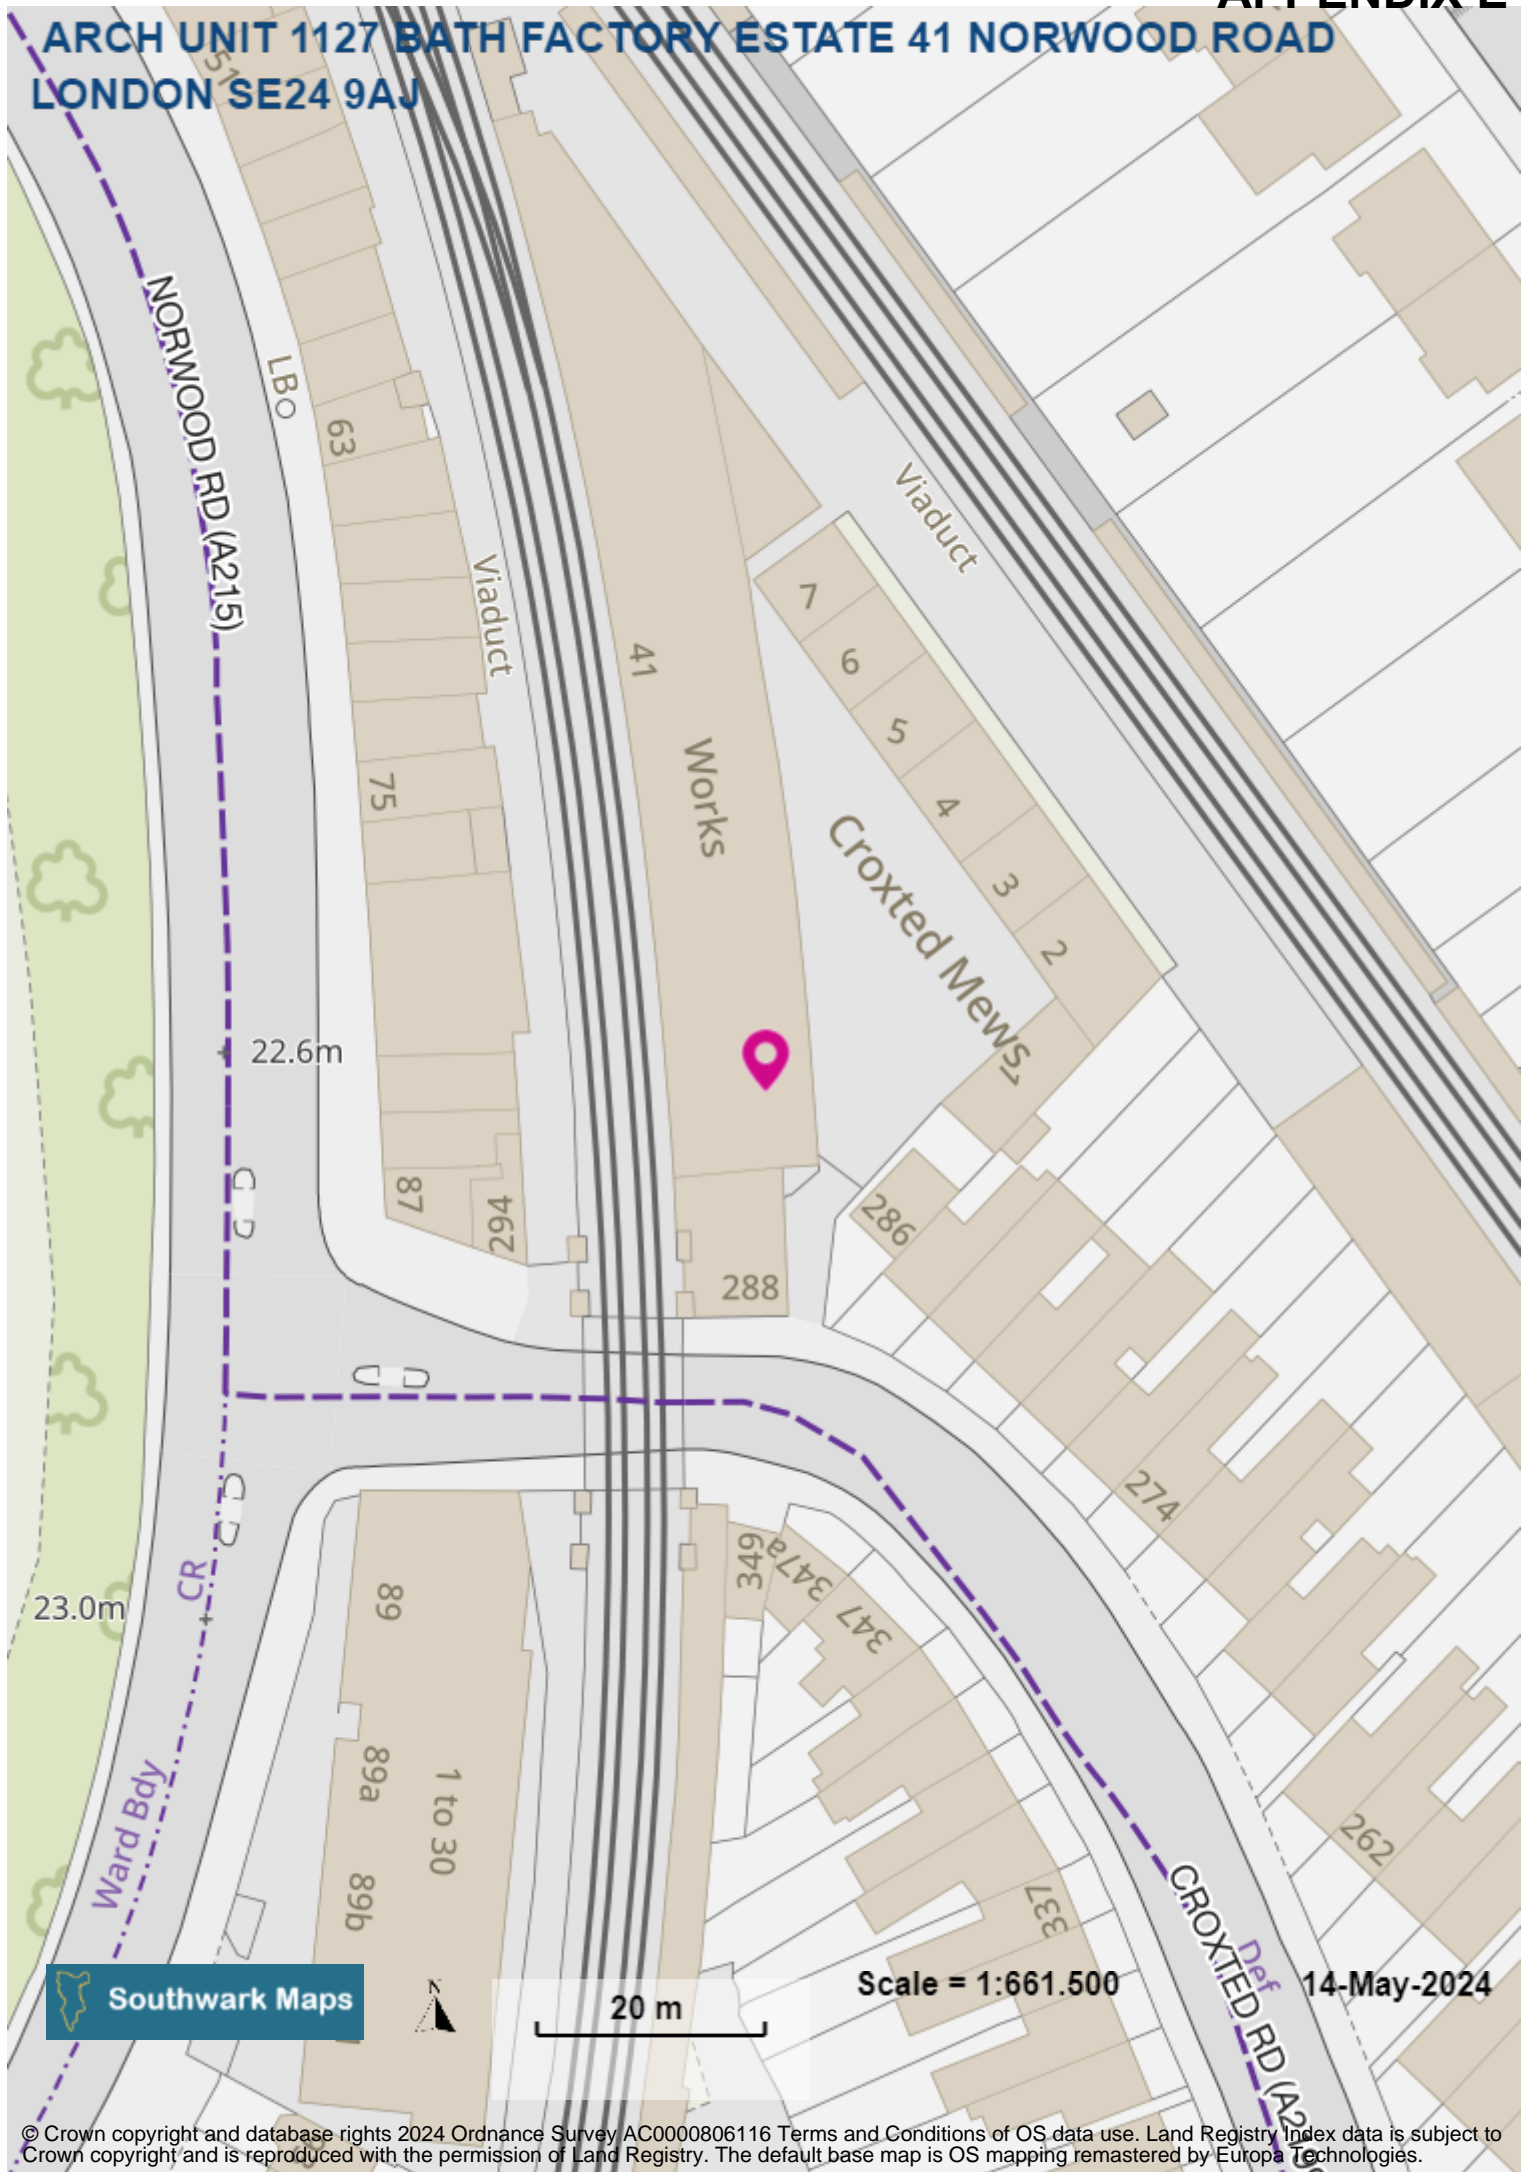 ARCH UNIT 1127 BATH FACTORY ESTATE 41 NORWOOD ROAD
LONDON SE24 9AJ
51
NORWOOD RD (A215)
LB
63
Viaduct
Viaduct
41
Works
75
7
6
5
4
3
2
Croxted Mews
22.6m
87
294
288
286
274
262
349
347a
347
337
CR
23.0m
Ward Bdy
89
89a
89b
1 to 30
Def
CROXTED RD (A2199
Southwark Maps
N
20 m
Scale = 1:661.500
14-May-2024
© Crown copyright and database rights 2024 Ordnance Survey AC0000806116 Terms and Conditions of OS data use. Land Registry Index data is subject to
Crown copyright and is reproduced with the permission of Land Registry. The default base map is OS mapping remastered by Europa Technologies.